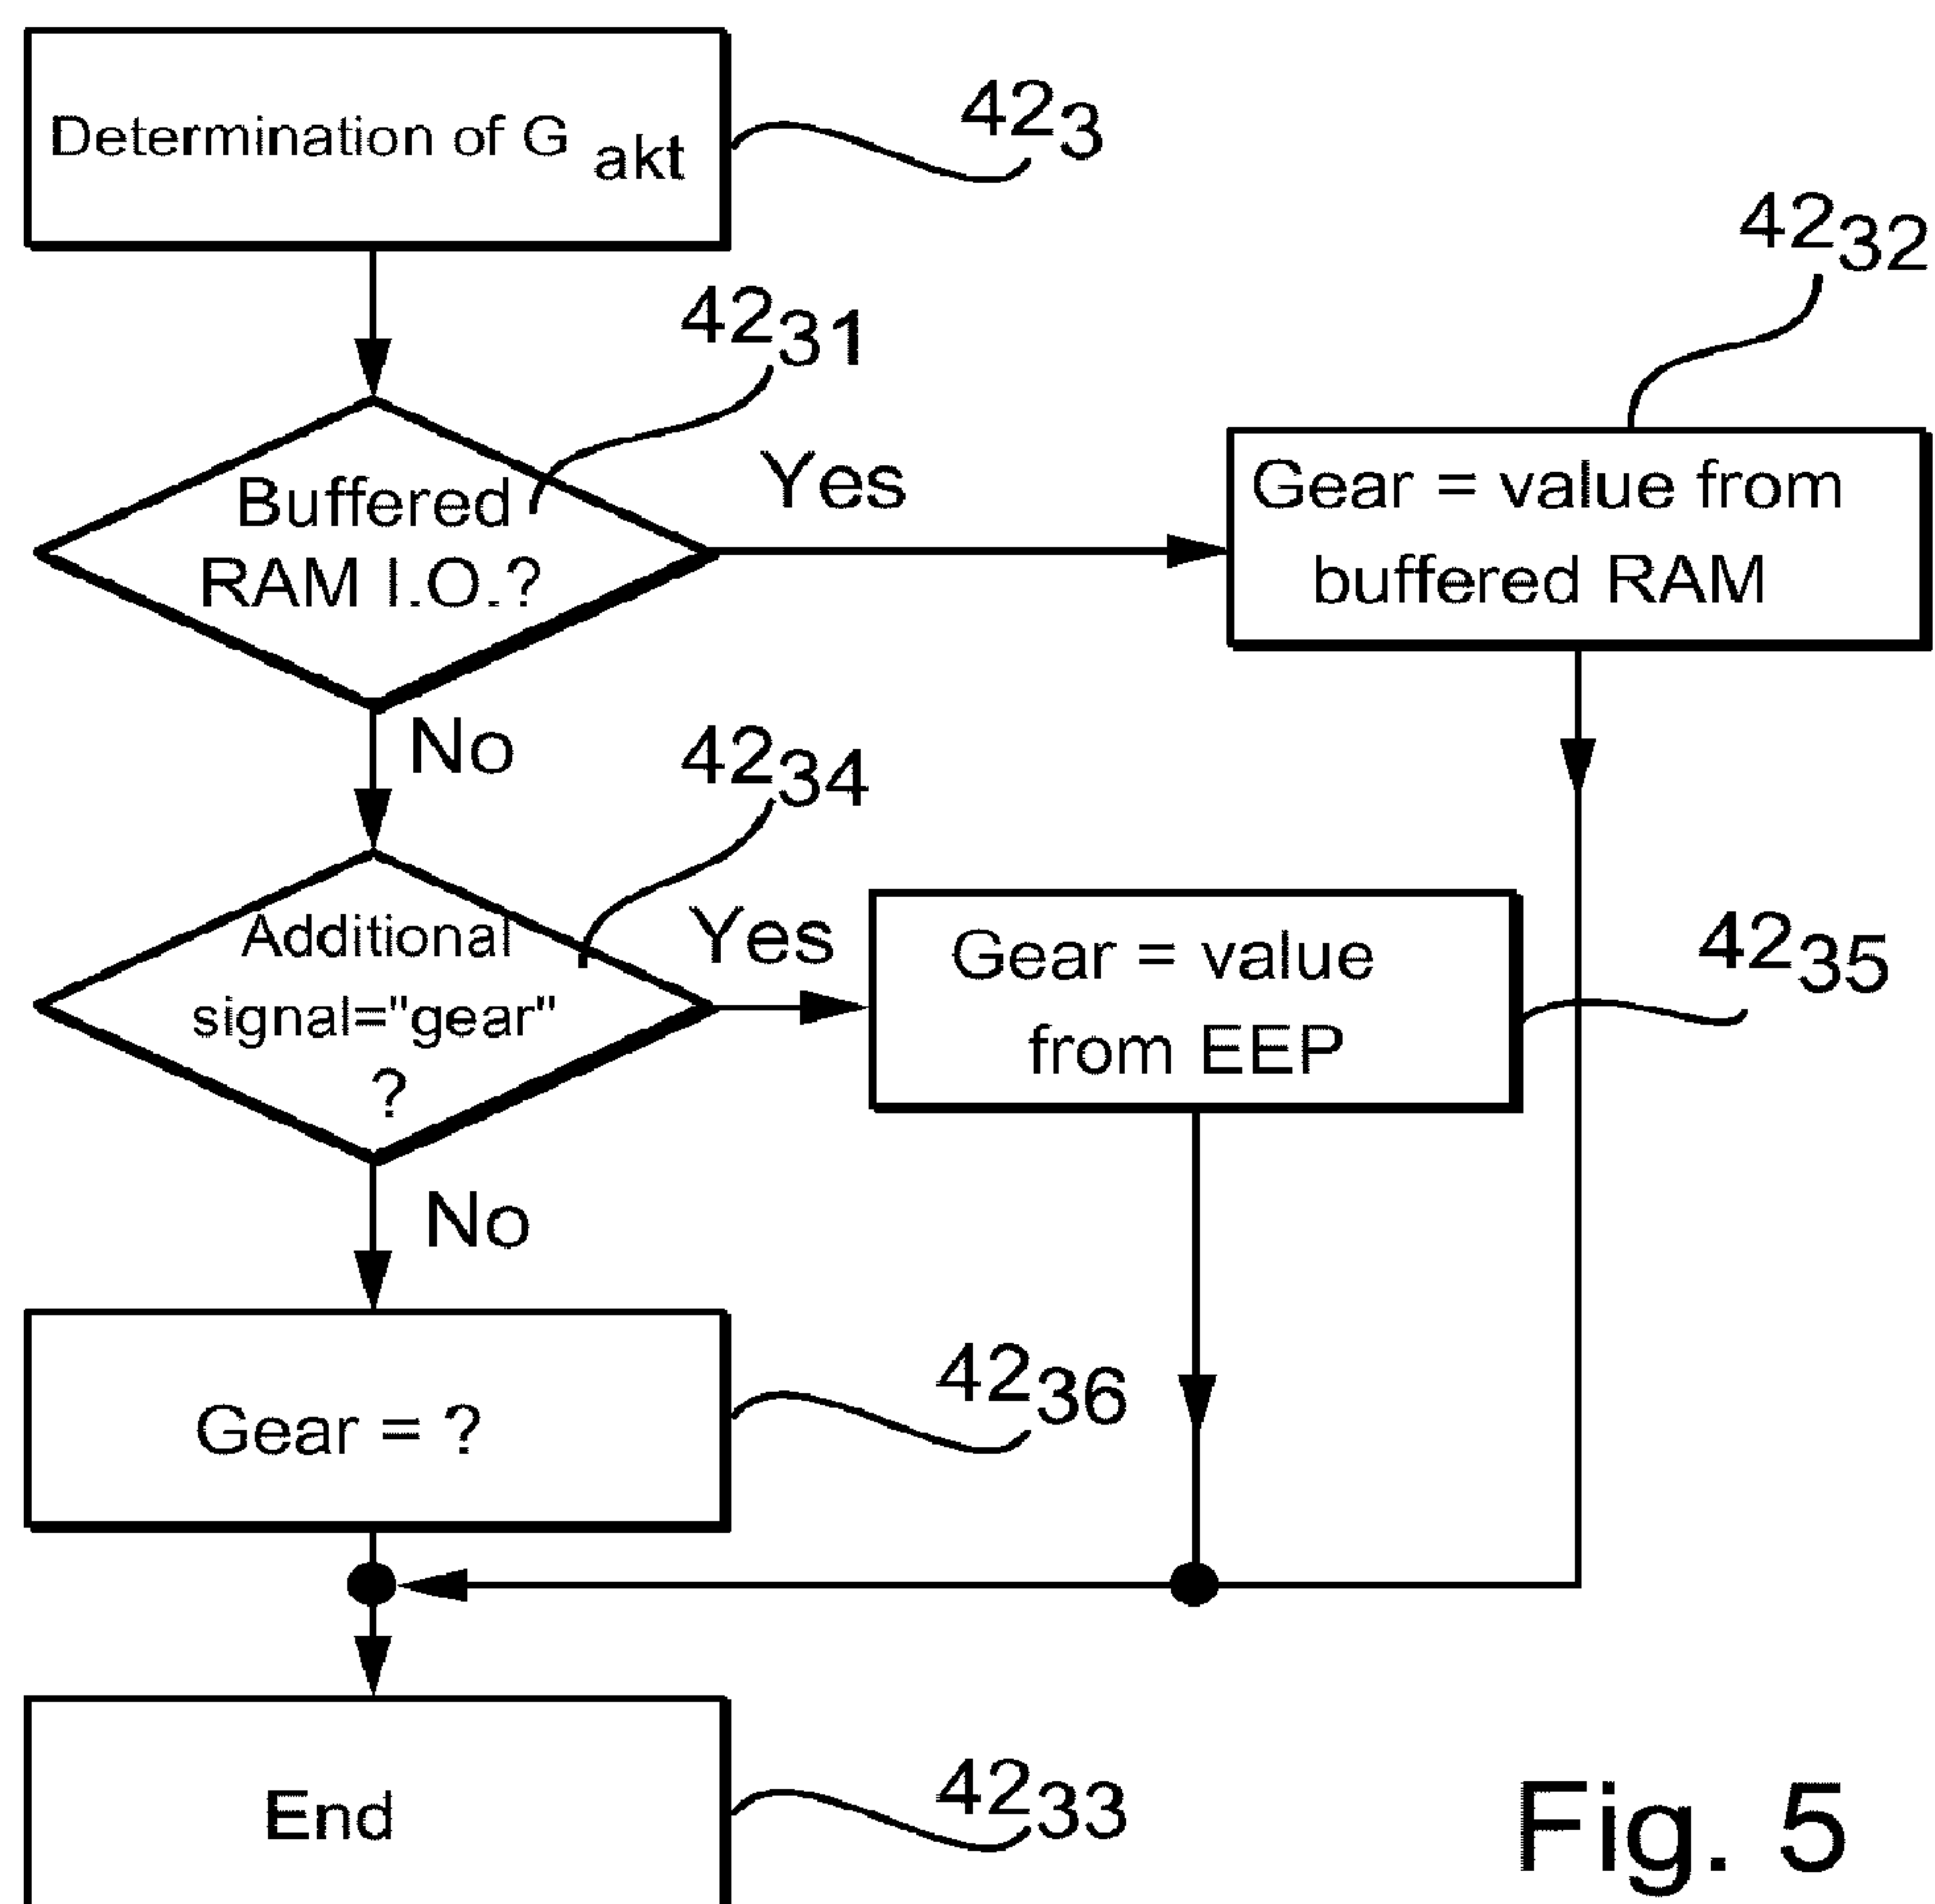 Determination of G akt
42₃
42₃₂
42₃₁
Buffered
RAM I.O.?
Yes
Gear = value from
buffered RAM
No
42₃₄
Additional
signal="gear"
?
Yes
Gear = value
from EEP
42₃₅
No
Gear = ?
42₃₆
End
42₃₃
Fig. 5